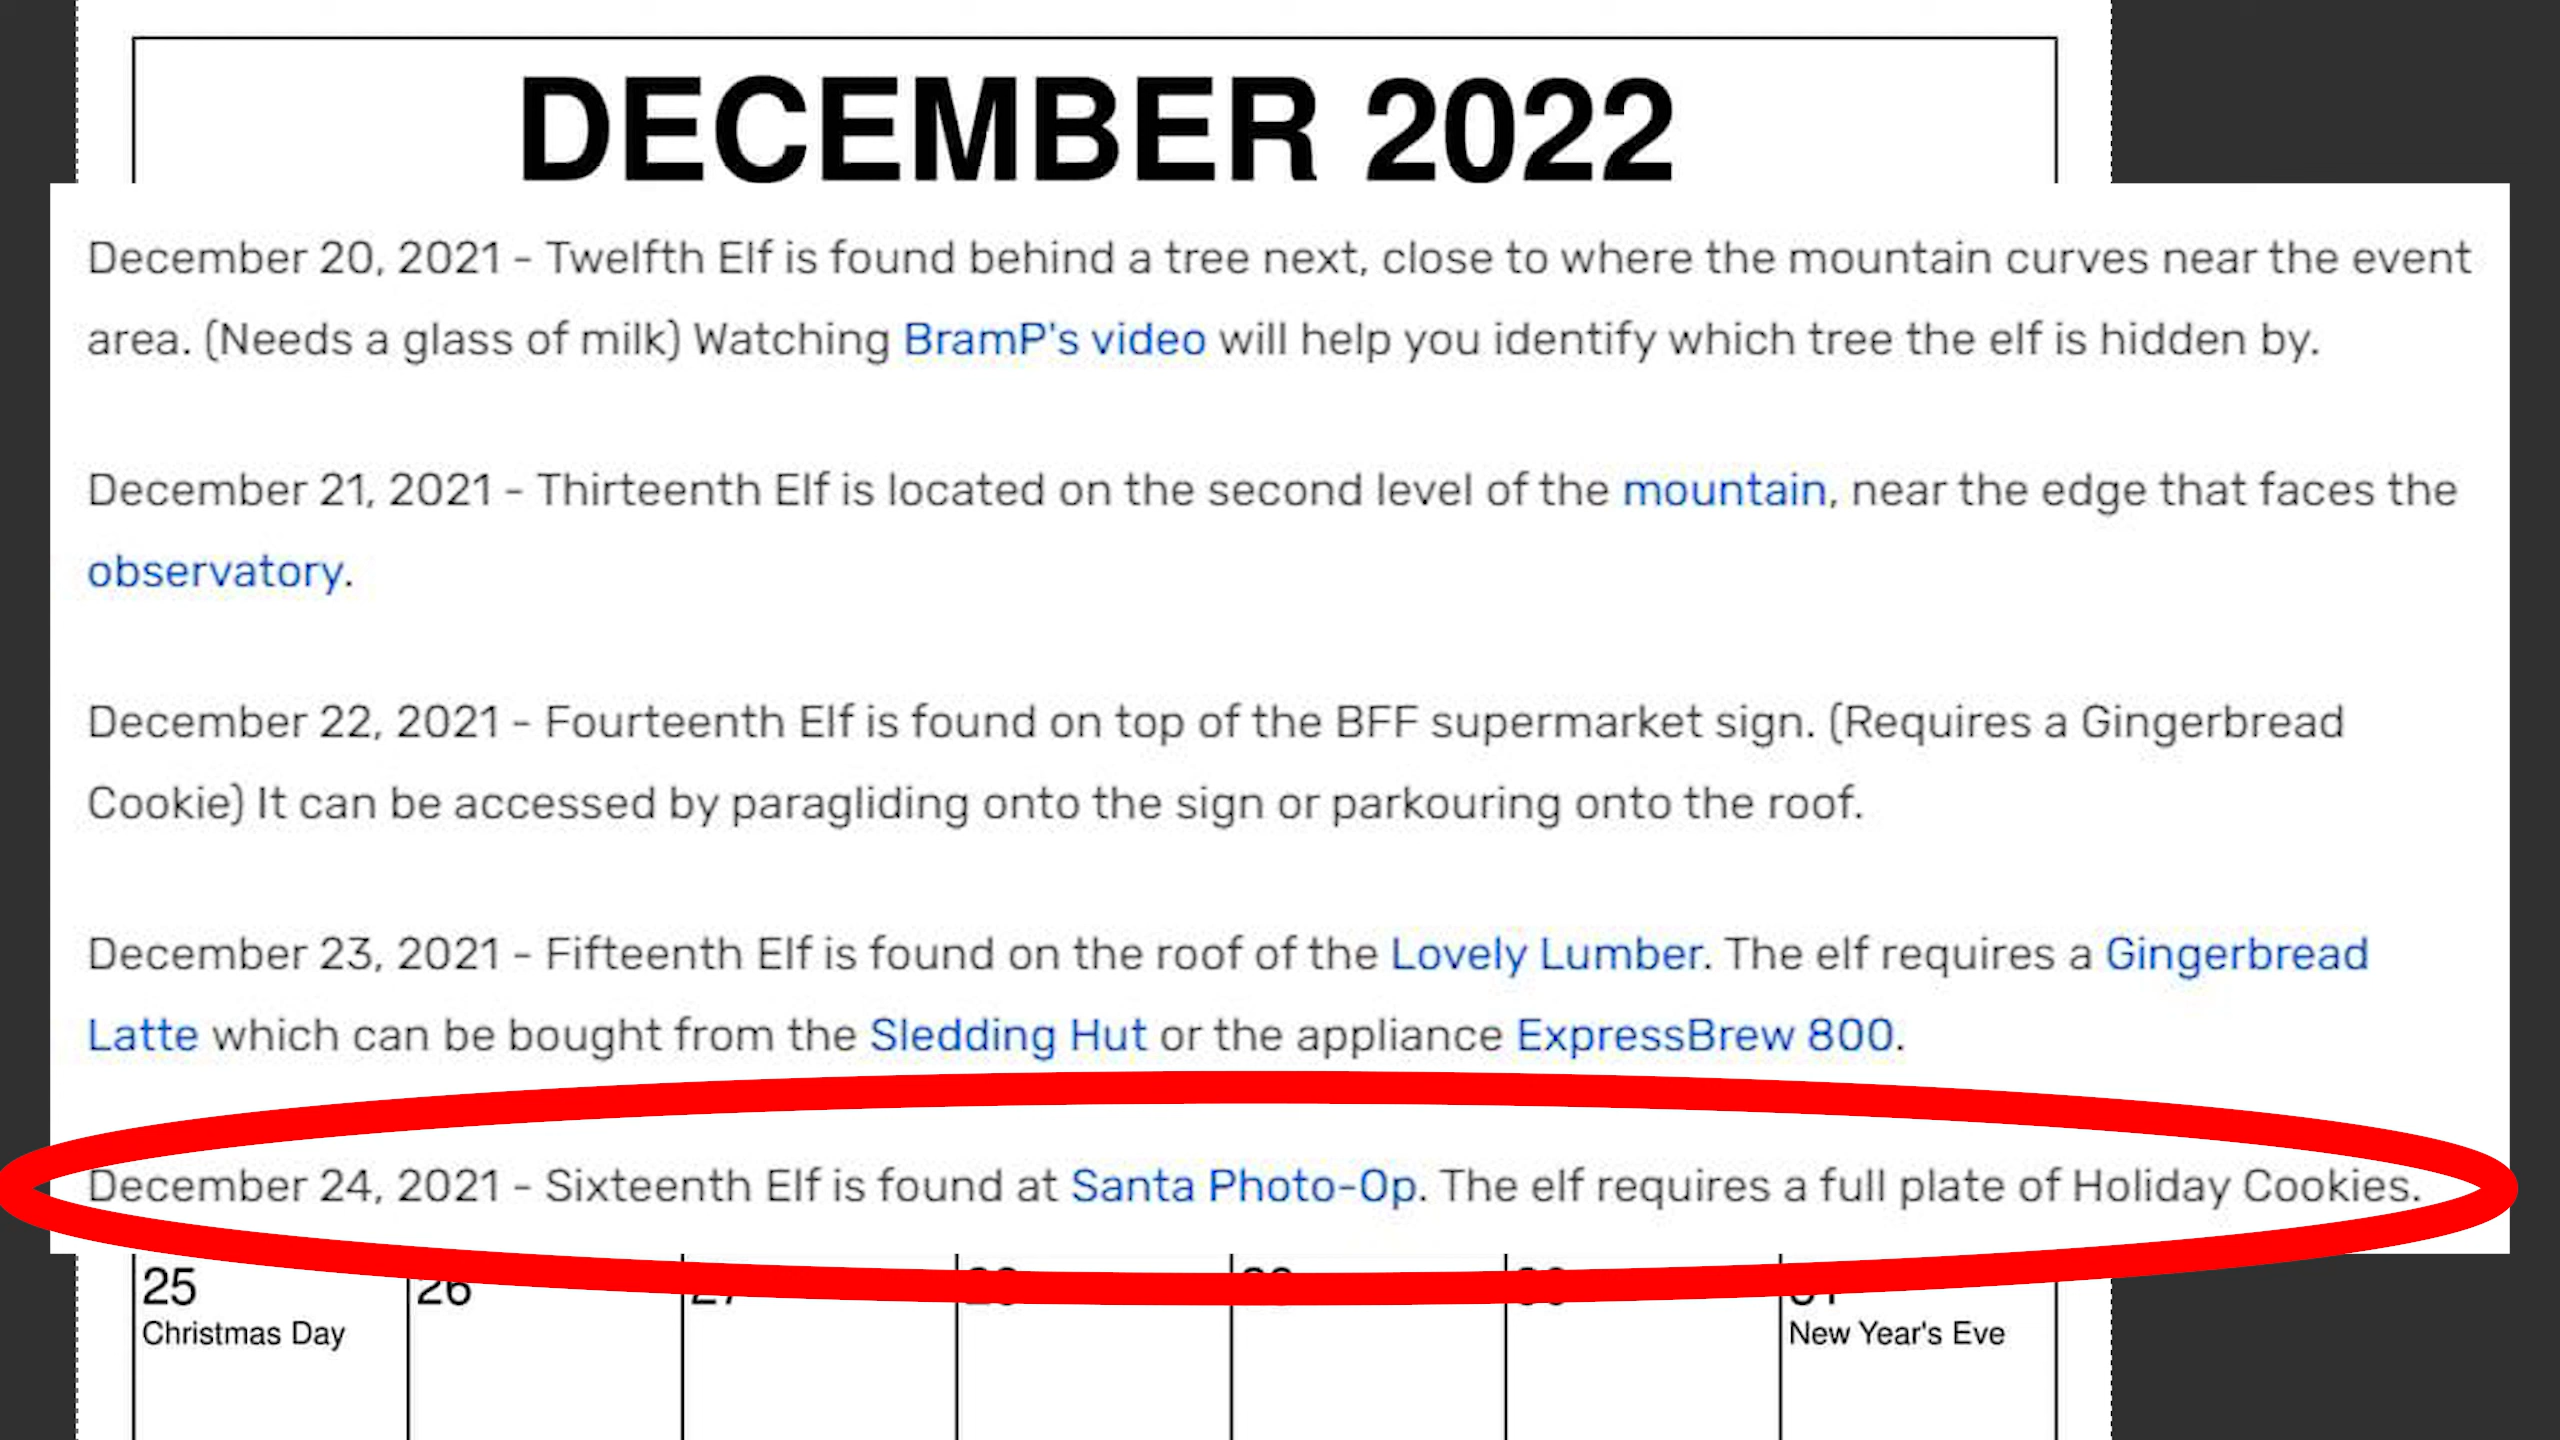 DECEMBER 2022
December 20, 2021 - Twelfth Elf is found behind a tree next, close to where the mountain curves near the event
area. (Needs a glass of milk) Watching BramP's video will help you identify which tree the elf is hidden by.
December 21, 2021 - Thirteenth Elf is located on the second level of the mountain, near the edge that faces the
observatory.
December 22, 2021 - Fourteenth Elf is found on top of the BFF supermarket sign. (Requires a Gingerbread
Cookie) It can be accessed by paragliding onto the sign or parkouring onto the roof.
December 23, 2021 - Fifteenth Elf is found on the roof of the Lovely Lumber. The elf requires a Gingerbread
Latte which can be bought from the Sledding Hut or the appliance ExpressBrew 800.
December 24, 2021 - Sixteenth Elf is found at Santa Photo-Op. The elf requires a full plate of Holiday Cookies.
25 26
Christmas Day New Year's Eve